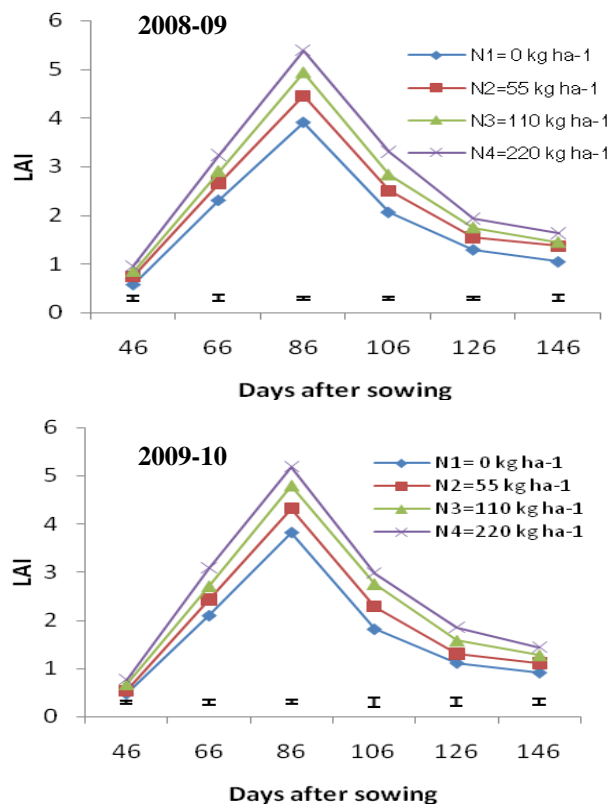 2008-09
N1= 0 kg ha-1
N2=55 kg ha-1
N3=110 kg ha-1
N4=220 kg ha-1
LAI
6
5
4
3
2
1
0
46 66 86 106 126 146
Days after sowing
2009-10
N1= 0 kg ha-1
N2=55 kg ha-1
N3=110 kg ha-1
N4=220 kg ha-1
LAI
6
5
4
3
2
1
0
46 66 86 106 126 146
Days after sowing